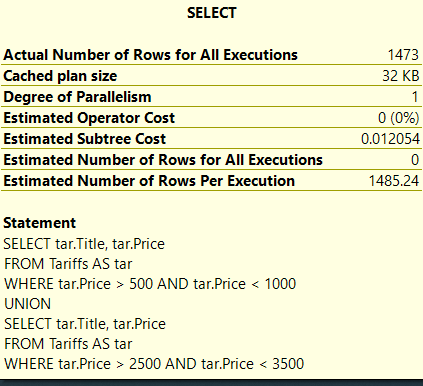 SELECT
Actual Number of Rows for All Executions 1473
Cached plan size 32 KB
Degree of Parallelism 1
Estimated Operator Cost 0 (0%)
Estimated Subtree Cost 0.012054
Estimated Number of Rows for All Executions 0
Estimated Number of Rows Per Execution 1485.24
Statement
SELECT tar.Title, tar.Price
FROM Tariffs AS tar
WHERE tar.Price > 500 AND tar.Price < 1000
UNION
SELECT tar.Title, tar.Price
FROM Tariffs AS tar
WHERE tar.Price > 2500 AND tar.Price < 3500